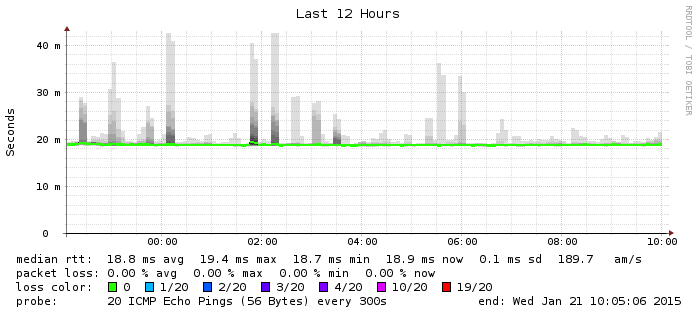 Last 12 Hours
RRDTOOL / TOBI OETIKER
Seconds
40 m
30 m
20 m
10 m
0
00:00 02:00 04:00 06:00 08:00 10:00
median rtt: 18.8 ms avg 19.4 ms max 18.7 ms min 18.9 ms now 0.1 ms sd 189.7 am/s
packet loss: 0.00 % avg 0.00 % max 0.00 % min 0.00 % now
loss color: 0 1/20 2/20 3/20 4/20 10/20 19/20
probe: 20 ICMP Echo Pings (56 Bytes) every 300s end: Wed Jan 21 10:05:06 2015